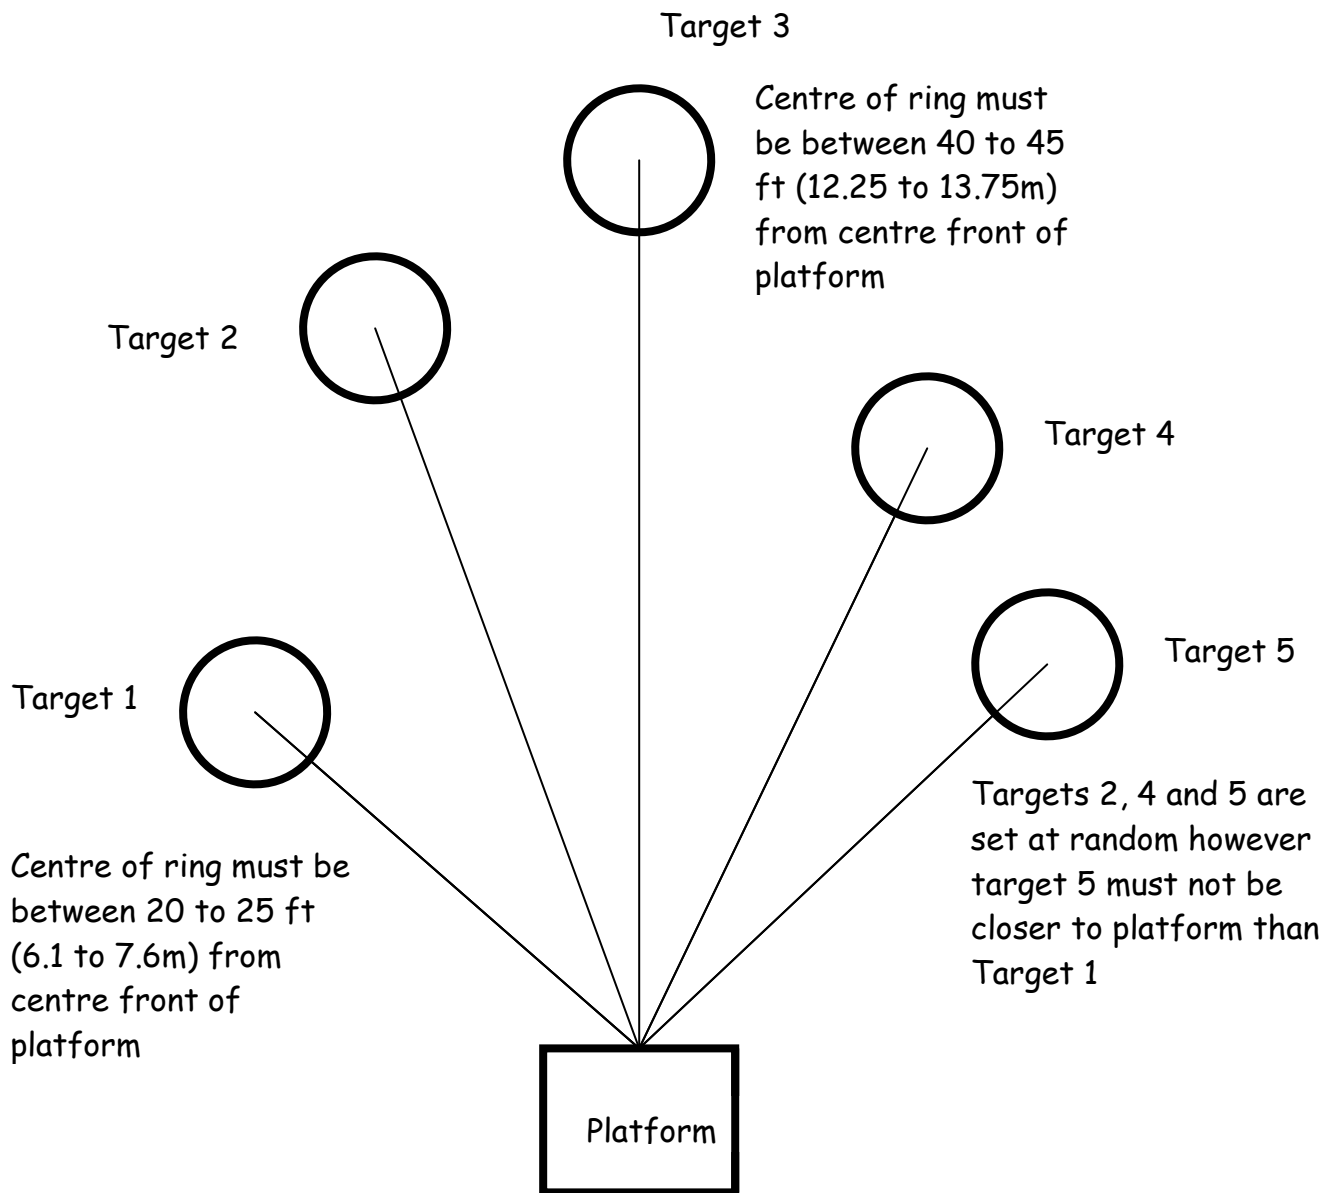 Target 3
Centre of ring must
be between 40 to 45
ft (12.25 to 13.75m)
from centre front of
platform
Target 2
Target 4
Target 5
Target 1
Targets 2, 4 and 5 are
set at random however
target 5 must not be
closer to platform than
Target 1
Centre of ring must be
between 20 to 25 ft
(6.1 to 7.6m) from
centre front of
platform
Platform